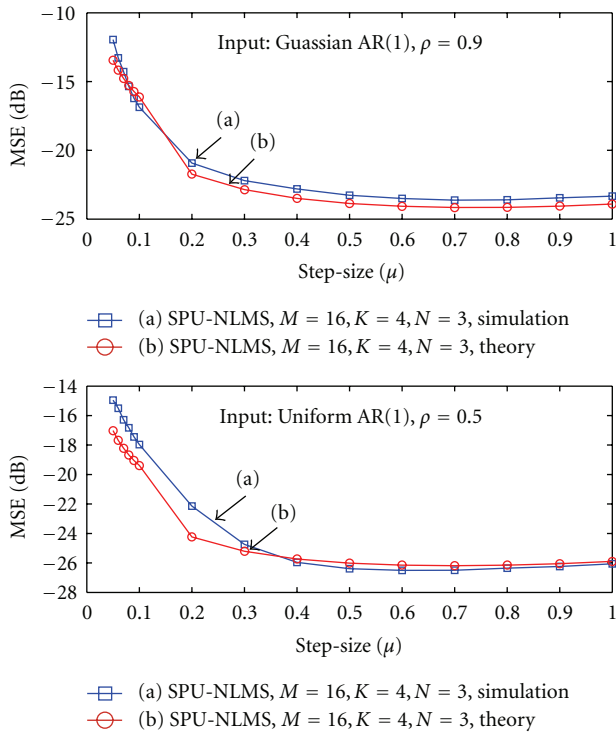 −10
−15
−20
−25
MSE (dB)
Input: Guassian AR(1), ρ = 0.9
(a)
(b)
0 0.1 0.2 0.3 0.4 0.5 0.6 0.7 0.8 0.9 1
Step-size (μ)
(a) SPU-NLMS, M = 16, K = 4, N = 3, simulation
(b) SPU-NLMS, M = 16, K = 4, N = 3, theory
−14
−16
−18
−20
−22
−24
−26
−28
MSE (dB)
Input: Uniform AR(1), ρ = 0.5
(a)
(b)
0 0.1 0.2 0.3 0.4 0.5 0.6 0.7 0.8 0.9 1
Step-size (μ)
(a) SPU-NLMS, M = 16, K = 4, N = 3, simulation
(b) SPU-NLMS, M = 16, K = 4, N = 3, theory